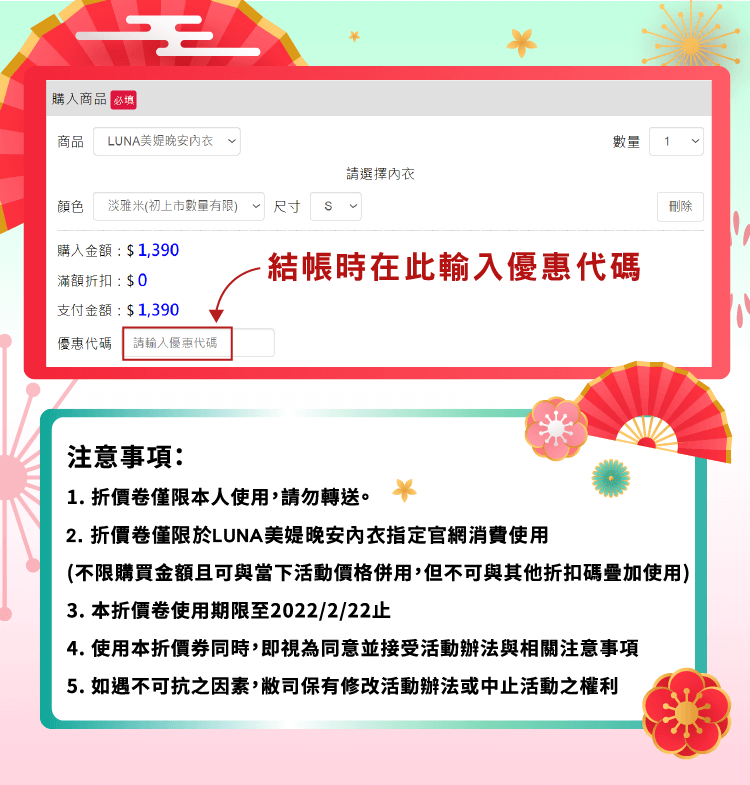 購入商品 必填
商品 LUNA美媞晚安內衣 數量 1
請選擇內衣
顏色 淡雅米(初上市數量有限) 尺寸 S 刪除
購入金額：$ 1,390
滿額折扣：$ 0
支付金額：$ 1,390
優惠代碼 請輸入優惠代碼
結帳時在此輸入優惠代碼
注意事項：
1. 折價卷僅限本人使用，請勿轉送。
2. 折價卷僅限於LUNA美媞晚安內衣指定官網消費使用
(不限購買金額且可與當下活動價格併用，但不可與其他折扣碼疊加使用)
3. 本折價卷使用期限至2022/2/22止
4. 使用本折價券同時，即視為同意並接受活動辦法與相關注意事項
5. 如遇不可抗之因素，敝司保有修改活動辦法或中止活動之權利